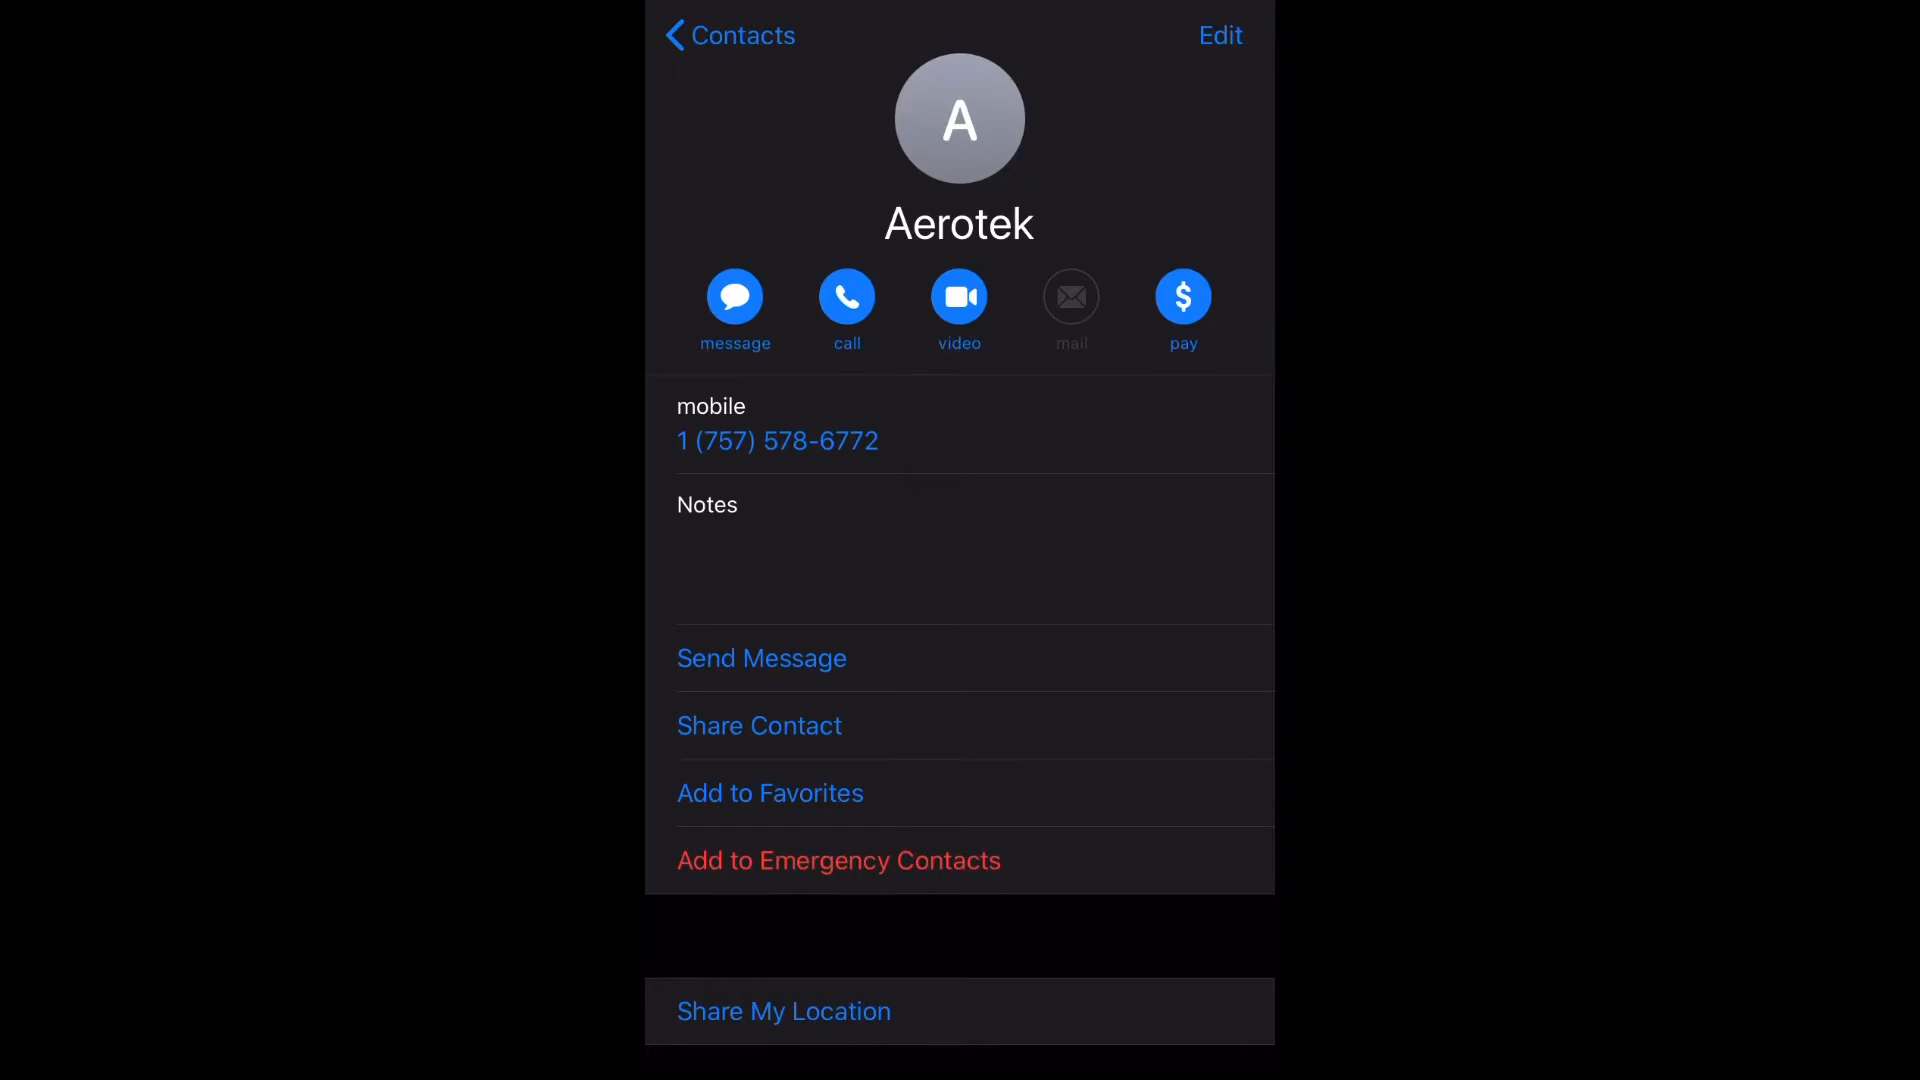 Contacts
Edit
A
Aerotek
message
call
video
mail
pay
mobile
1 (757) 578-6772
Notes
Send Message
Share Contact
Add to Favorites
Add to Emergency Contacts
Share My Location